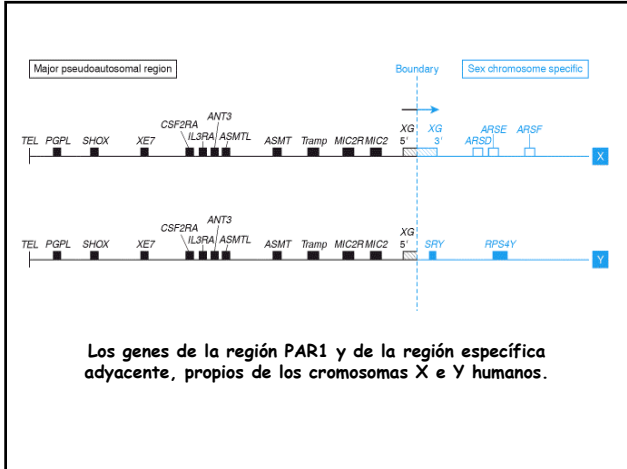 Major pseudoautosomal region
Boundary
Sex chromosome specific
ANT3
CSF2RA
IL3RA ASMTL
TEL PGPL SHOX XE7 ASMT Tramp MIC2R MIC2 XG 5' XG 3' ARSD ARSE ARSF
X
ANT3
CSF2RA
IL3RA ASMTL
TEL PGPL SHOX XE7 ASMT Tramp MIC2R MIC2 XG 5' SRY RPS4Y
Y
Los genes de la región PAR1 y de la región específica
adyacente, propios de los cromosomas X e Y humanos.